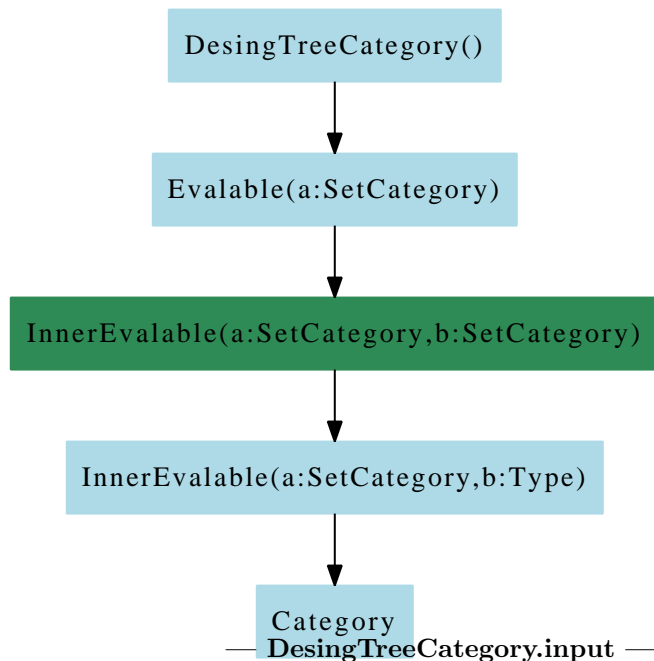 DesingTreeCategory()
Evalable(a:SetCategory)
InnerEvalable(a:SetCategory,b:SetCategory)
InnerEvalable(a:SetCategory,b:Type)
Category
— DesingTreeCategory.input —